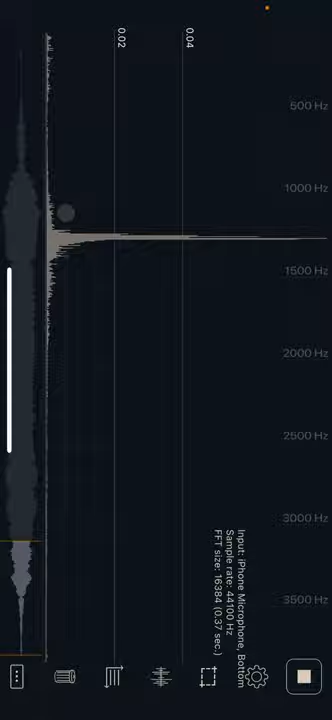 0.02
0.04
500 Hz
1000 Hz
1500 Hz
2000 Hz
2500 Hz
3000 Hz
3500 Hz
Input: iPhone Microphone, Bottom
Sample rate: 44100 Hz
FFT size: 16384 (0.37 sec.)